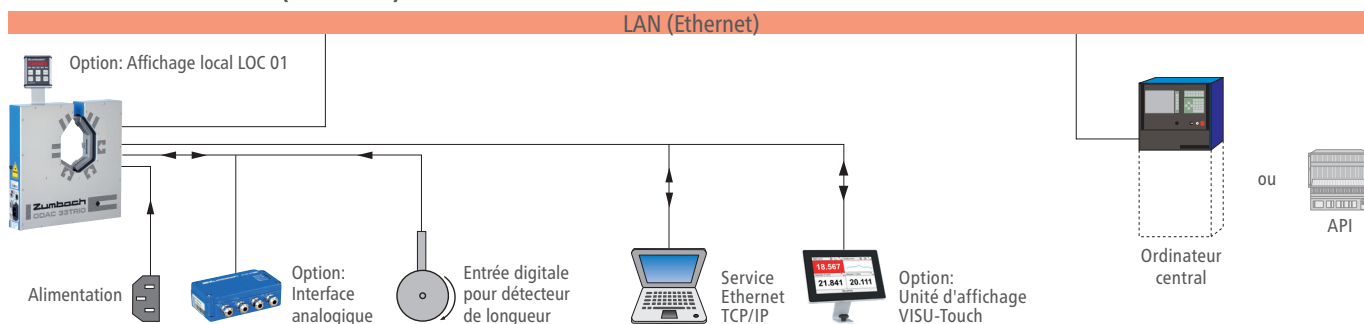 LAN (Ethernet)
Option: Affichage local LOC 01
Zumbach
ODAC 33TRIO
Alimentation
Option:
Interface
analogique
Entrée digitale
pour détecteur
de longueur
Service
Ethernet
TCP/IP
18.567
21.841 20.111
Option:
Unité d'affichage
VISU-Touch
Ordinateur
central
ou
API